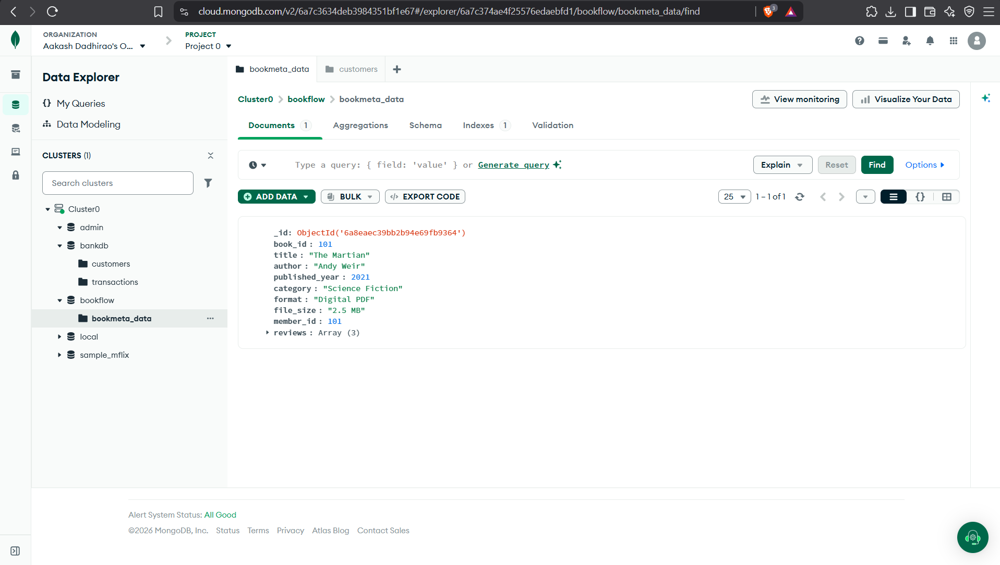 cloud.mongodb.com/v2/6a7c3634deb3984351bf1e67#/explorer/6a7c374ae4f25576edaebfd1/bookflow/bookmeta_data/find
3
ORGANIZATION
Aakash Dadhirao's O...
PROJECT
Project 0
Data Explorer
My Queries
Data Modeling
CLUSTERS (1)
Search clusters
Cluster0
admin
bankdb
customers
transactions
bookflow
bookmeta_data
local
sample_mflix
bookmeta_data
customers
Cluster0 > bookflow > bookmeta_data
View monitoring
Visualize Your Data
Documents 1
Aggregations
Schema
Indexes 1
Validation
Type a query: { field: 'value' } or Generate query
Explain
Reset
Find
Options
ADD DATA
BULK
EXPORT CODE
25
1 – 1 of 1
_id: ObjectId('6a8eaec39bb2b94e69fb9364')
book_id : 101
title : "The Martian"
author : "Andy Weir"
published_year : 2021
category : "Science Fiction"
format : "Digital PDF"
file_size : "2.5 MB"
member_id : 101
reviews : Array (3)
Alert System Status: All Good
©2026 MongoDB, Inc. Status Terms Privacy Atlas Blog Contact Sales